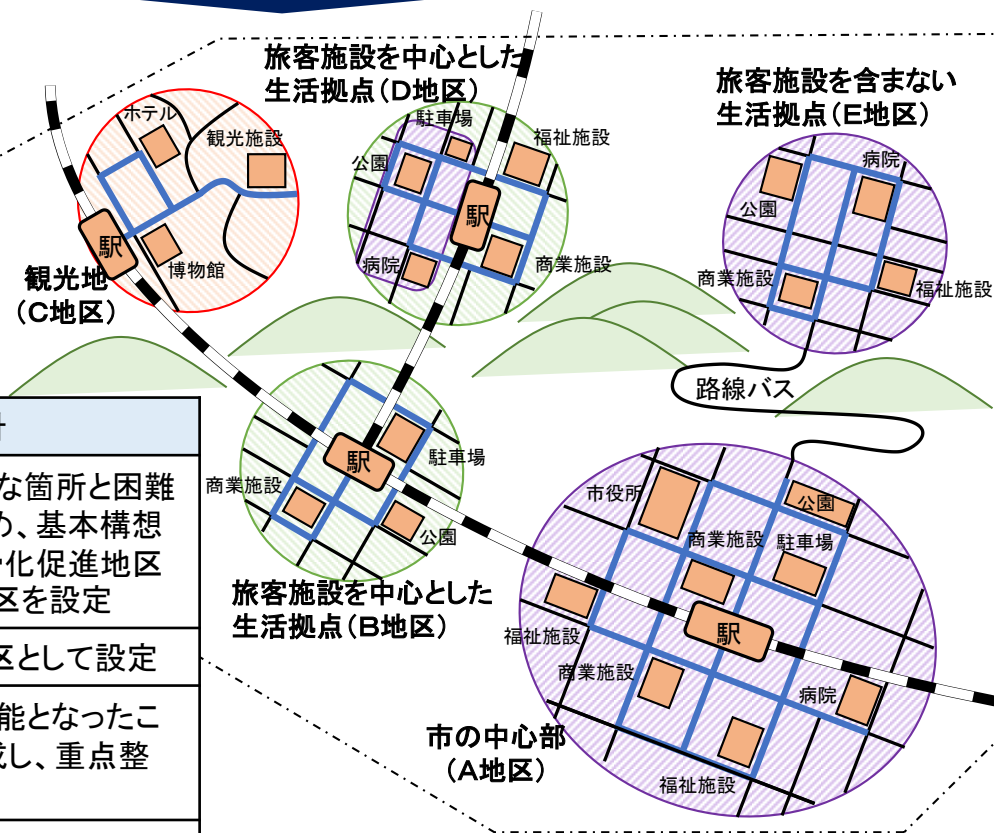 旅客施設を中心とした
生活拠点(D地区)
旅客施設を含まない
生活拠点(E地区)
ホテル
観光施設
駅
博物館
観光地
(C地区)
駐車場
福祉施設
公園
駅
病院
商業施設
病院
公園
商業施設
福祉施設
路線バス
駅
駐車場
商業施設
公園
旅客施設を中心とした
生活拠点(B地区)
市役所
公園
商業施設
駐車場
福祉施設
駅
商業施設
病院
福祉施設
市の中心部
(A地区)
な箇所と困難
め、基本構想
化促進地区
区を設定
区として設定
能となったこ
成し、重点整